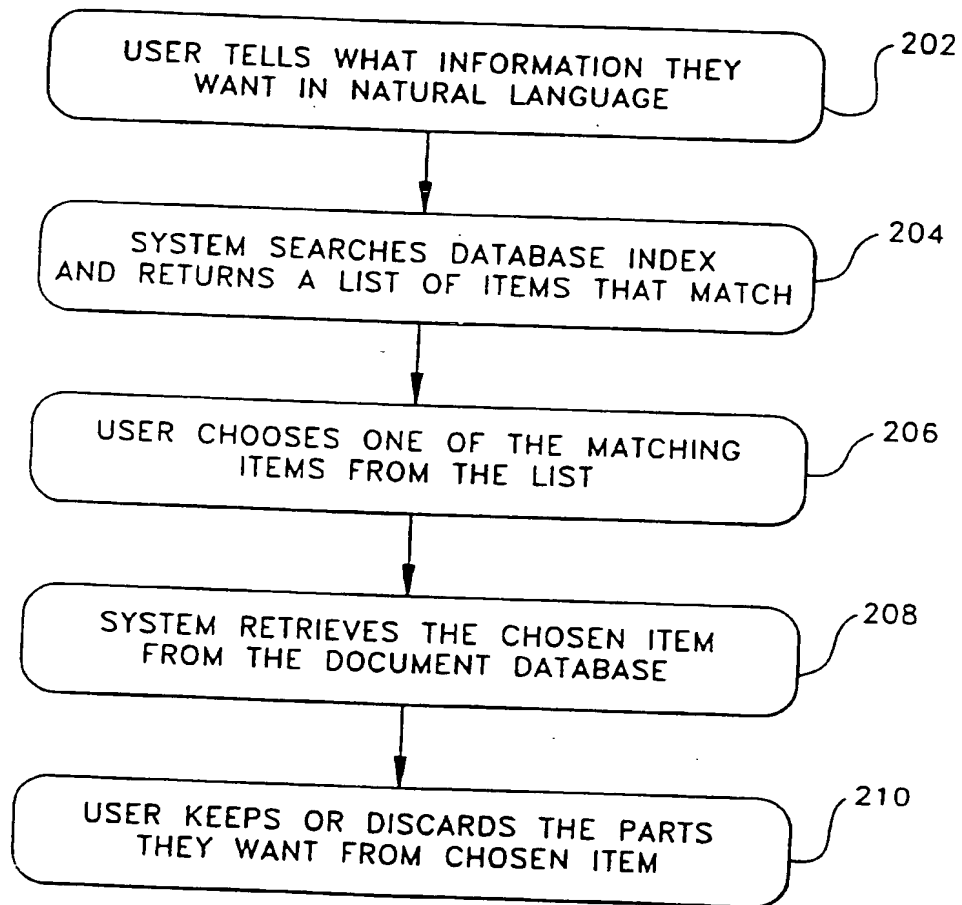 USER TELLS WHAT INFORMATION THEY
WANT IN NATURAL LANGUAGE
202
SYSTEM SEARCHES DATABASE INDEX
AND RETURNS A LIST OF ITEMS THAT MATCH
204
USER CHOOSES ONE OF THE MATCHING
ITEMS FROM THE LIST
206
SYSTEM RETRIEVES THE CHOSEN ITEM
FROM THE DOCUMENT DATABASE
208
USER KEEPS OR DISCARDS THE PARTS
THEY WANT FROM CHOSEN ITEM
210